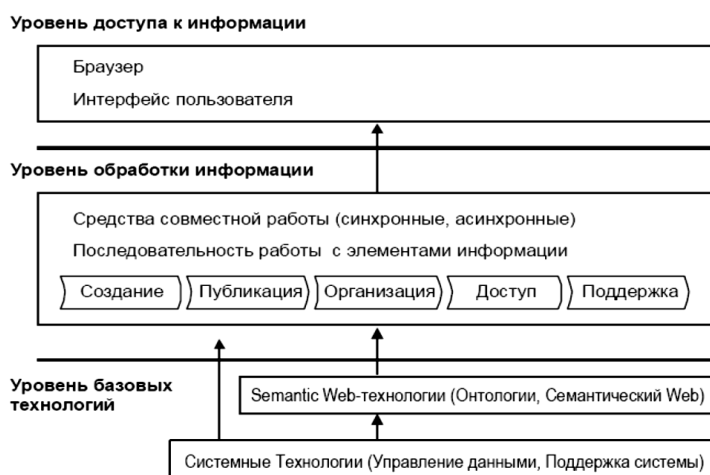 Уровень доступа к информации
Браузер
Интерфейс пользователя
Уровень обработки информации
Средства совместной работы (синхронные, асинхронные)
Последовательность работы с элементами информации
Создание Публикация Организация Доступ Поддержка
Уровень базовых
технологий
Semantic Web-технологии (Онтологии, Семантический Web)
Системные Технологии (Управление данными, Поддержка системы)